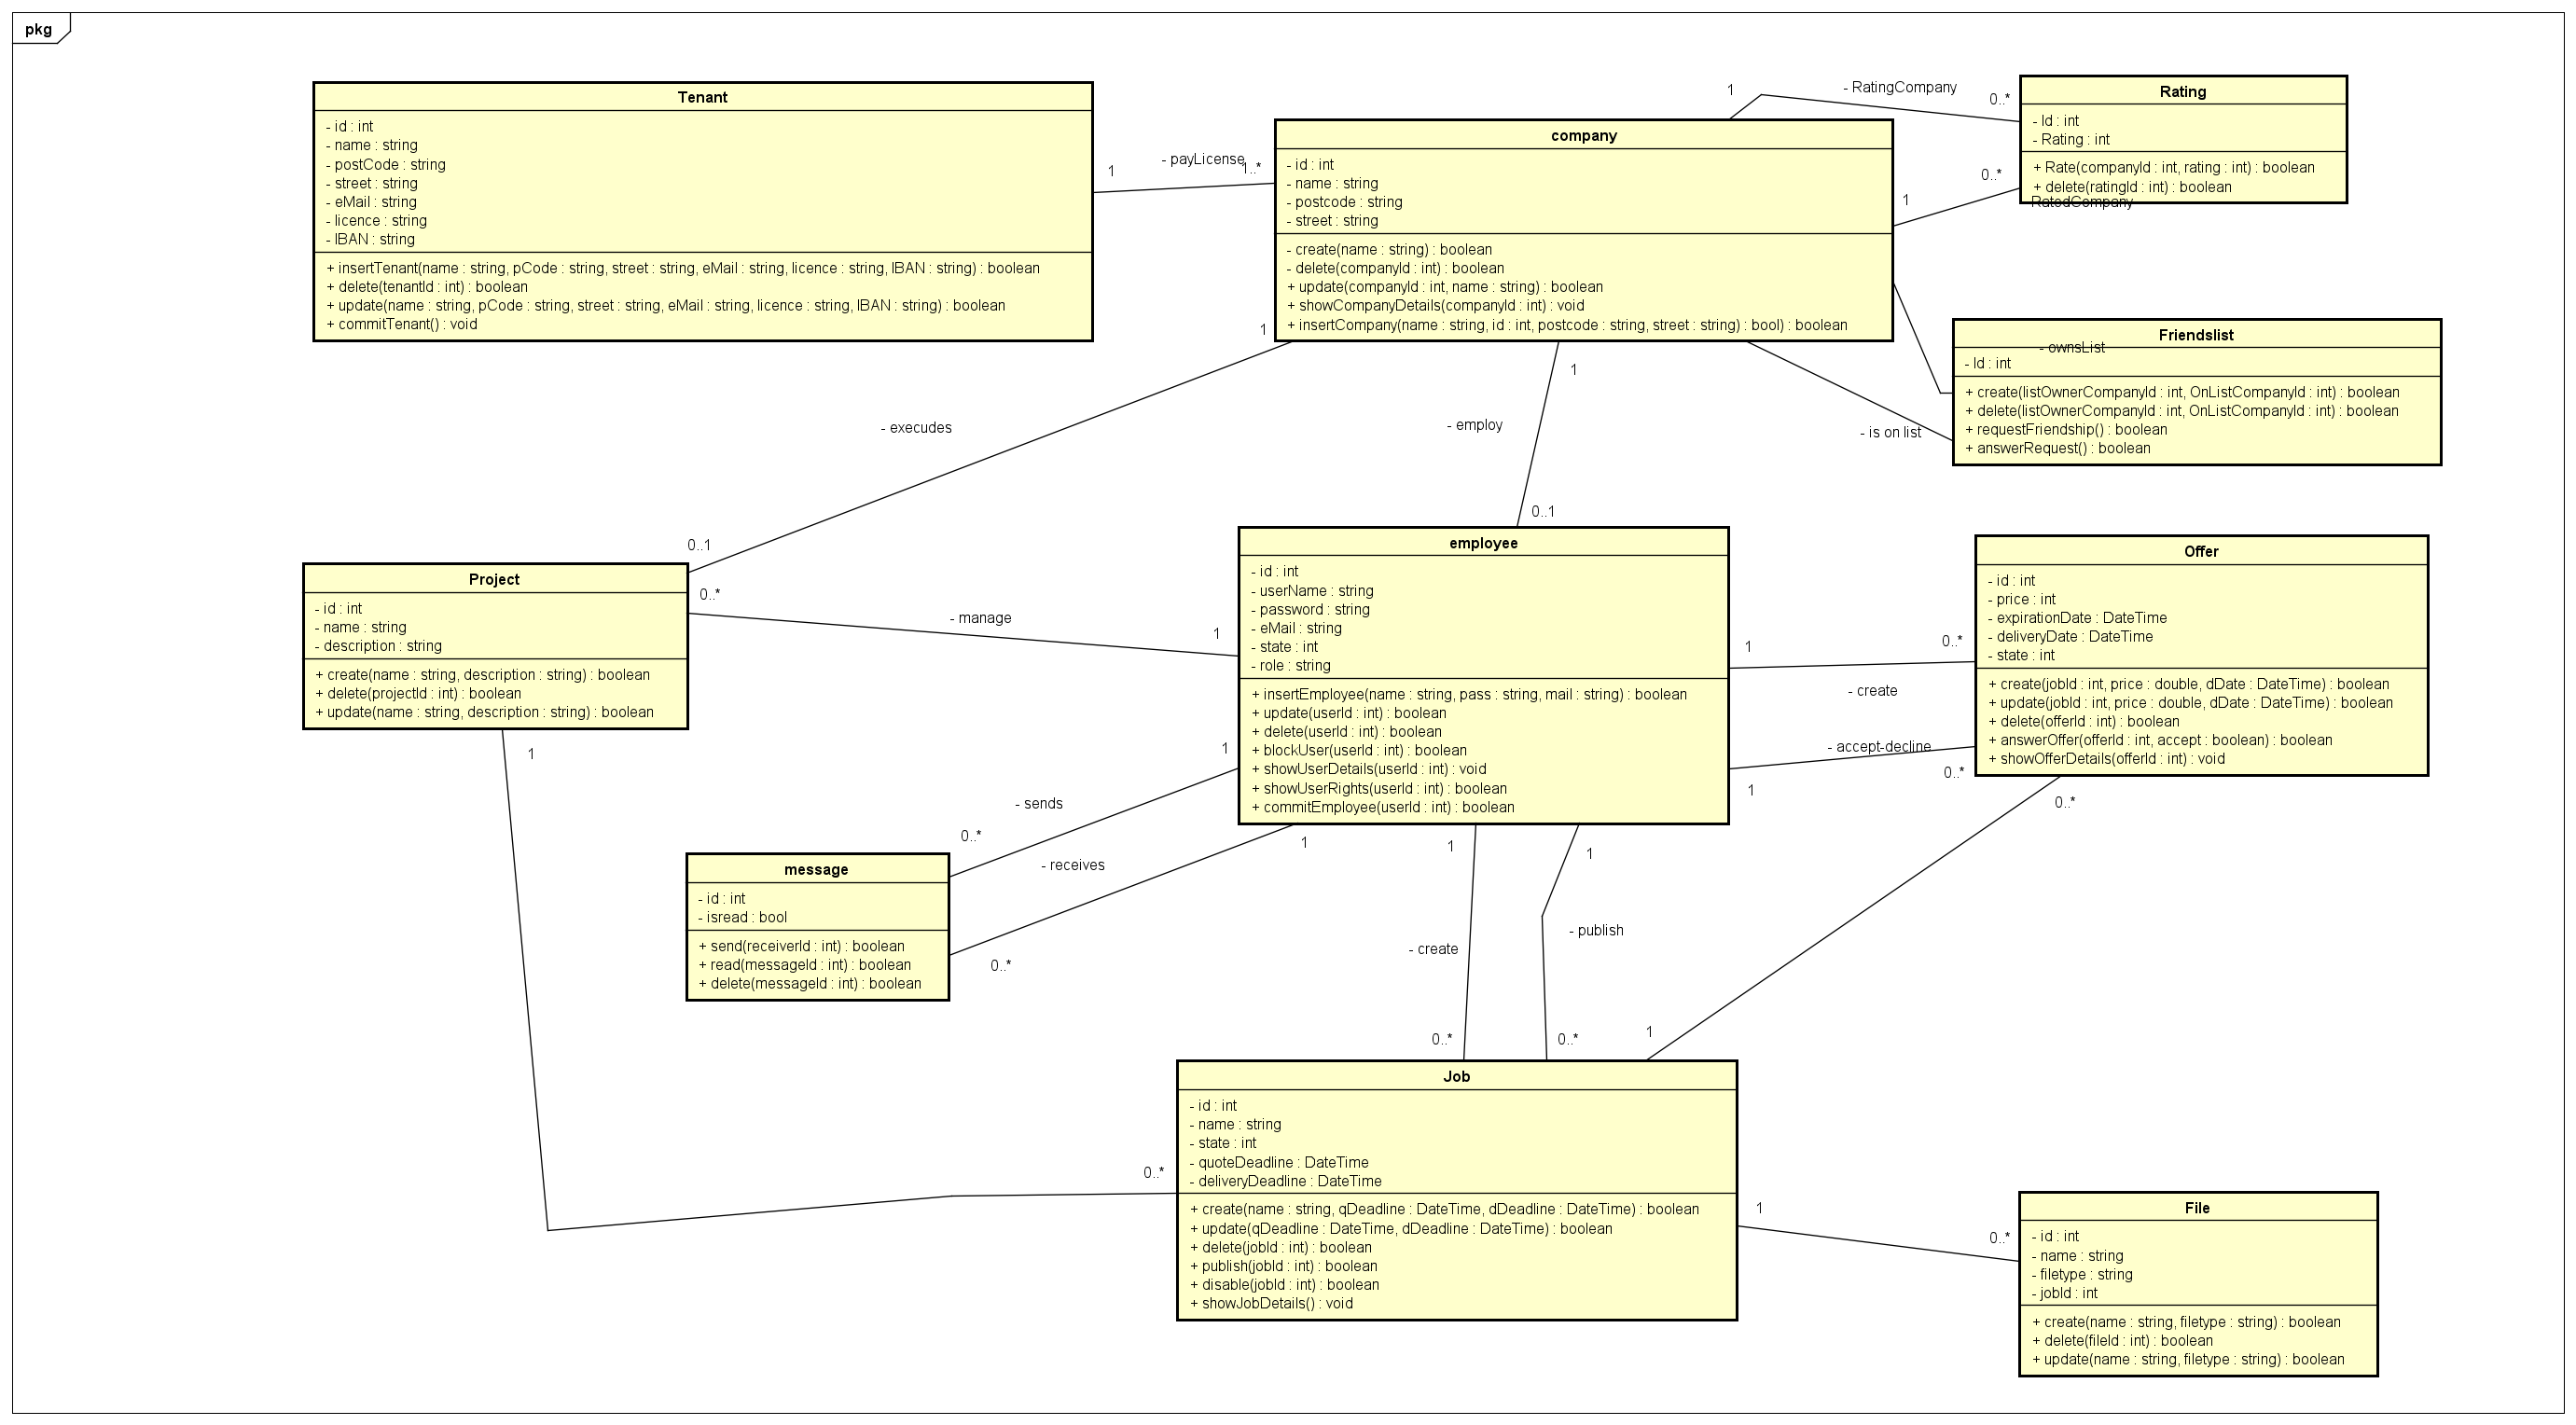 pkg
Tenant
- id : int
- name : string
- postCode : string
- street : string
- eMail : string
- licence : string
- IBAN : string
+ insertTenant(name : string, pCode : string, street : string, eMail : string, licence : string, IBAN : string) : boolean
+ delete(tenantId : int) : boolean
+ update(name : string, pCode : string, street : string, eMail : string, licence : string, IBAN : string) : boolean
+ commitTenant() : void
1
- payLicense
1..*
company
- id : int
- name : string
- postcode : string
- street : string
- create(name : string) : boolean
- delete(companyId : int) : boolean
+ update(companyId : int, name : string) : boolean
+ showCompanyDetails(companyId : int) : void
+ insertCompany(name : string, id : int, postcode : string, street : string) : bool) : boolean
1
- RatingCompany
0..*
1
0..*
RatedCompany
Rating
- Id : int
- Rating : int
+ Rate(companyId : int, rating : int) : boolean
+ delete(ratingId : int) : boolean
Friendslist
- ownsList
- Id : int
+ create(listOwnerCompanyId : int, OnListCompanyId : int) : boolean
+ delete(listOwnerCompanyId : int, OnListCompanyId : int) : boolean
+ requestFriendship() : boolean
+ answerRequest() : boolean
- is on list
1
- executes
0..1
1
- employ
0..1
Project
- id : int
- name : string
- description : string
+ create(name : string, description : string) : boolean
+ delete(projectId : int) : boolean
+ update(name : string, description : string) : boolean
0..*
- manage
1
employee
- id : int
- userName : string
- password : string
- eMail : string
- state : int
- role : string
+ insertEmployee(name : string, pass : string, mail : string) : boolean
+ update(userId : int) : boolean
+ delete(userId : int) : boolean
+ blockUser(userId : int) : boolean
+ showUserDetails(userId : int) : void
+ showUserRights(userId : int) : boolean
+ commitEmployee(userId : int) : boolean
1
0..*
- create
- accept-decline
1
0..*
Offer
- id : int
- price : int
- expirationDate : DateTime
- deliveryDate : DateTime
- state : int
+ create(jobId : int, price : double, dDate : DateTime) : boolean
+ update(jobId : int, price : double, dDate : DateTime) : boolean
+ delete(offerId : int) : boolean
+ answerOffer(offerId : int, accept : boolean) : boolean
+ showOfferDetails(offerId : int) : void
0..*
1
1
1
- sends
0..*
1
- receives
0..*
message
- id : int
- isread : bool
+ send(receiverId : int) : boolean
+ read(messageId : int) : boolean
+ delete(messageId : int) : boolean
1
- create
0..*
1
- publish
0..*
0..*
Job
- id : int
- name : string
- state : int
- quoteDeadline : DateTime
- deliveryDeadline : DateTime
+ create(name : string, qDeadline : DateTime, dDeadline : DateTime) : boolean
+ update(qDeadline : DateTime, dDeadline : DateTime) : boolean
+ delete(jobId : int) : boolean
+ publish(jobId : int) : boolean
+ disable(jobId : int) : boolean
+ showJobDetails() : void
1
0..*
File
- id : int
- name : string
- filetype : string
- jobId : int
+ create(name : string, filetype : string) : boolean
+ delete(fileId : int) : boolean
+ update(name : string, filetype : string) : boolean